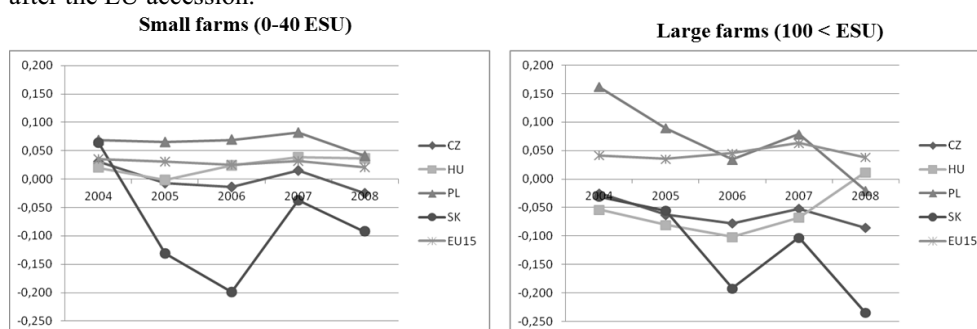 after the EU accession.
Small farms (0-40 ESU)
0,200
0,150
0,100
0,050
0,000
-0,050
-0,100
-0,150
-0,200
-0,250
2004
2005
2006
2007
2008
CZ
HU
PL
SK
EU15
Large farms (100 < ESU)
0,200
0,150
0,100
0,050
0,000
-0,050
-0,100
-0,150
-0,200
-0,250
2004
2005
2006
2007
2008
CZ
HU
PL
SK
EU15